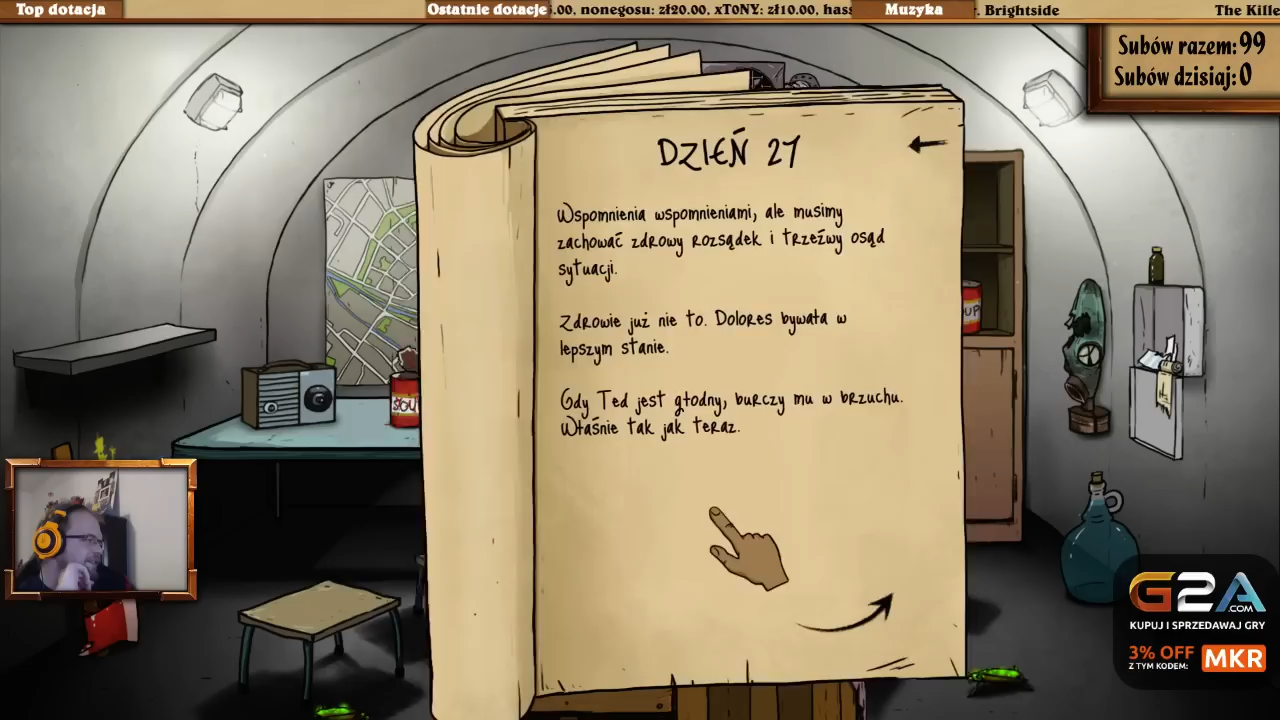 Top dotacja
Ostatnie dotacje
.00. nonegosu: zł20.00, xT0NY: zł10.00, hass
Muzyka
. Brightside
The Kille
Subów razem: 99
Subów dzisiaj: 0
DZIEŃ 27
Wspomnienia wspomnieniami, ale musimy
zachować zdrowy rozsądek i trzeźwy osąd
sytuacji.
Zdrowie już nie to. Dolores bywała w
lepszym stanie.
Gdy Ted jest głodny, burczy mu w brzuchu.
Właśnie tak jak teraz.
SOU
UP
G2A
.COM
KUPUJ I SPRZEDAWAJ GRY
3% OFF
Z TYM KODEM:
MKR